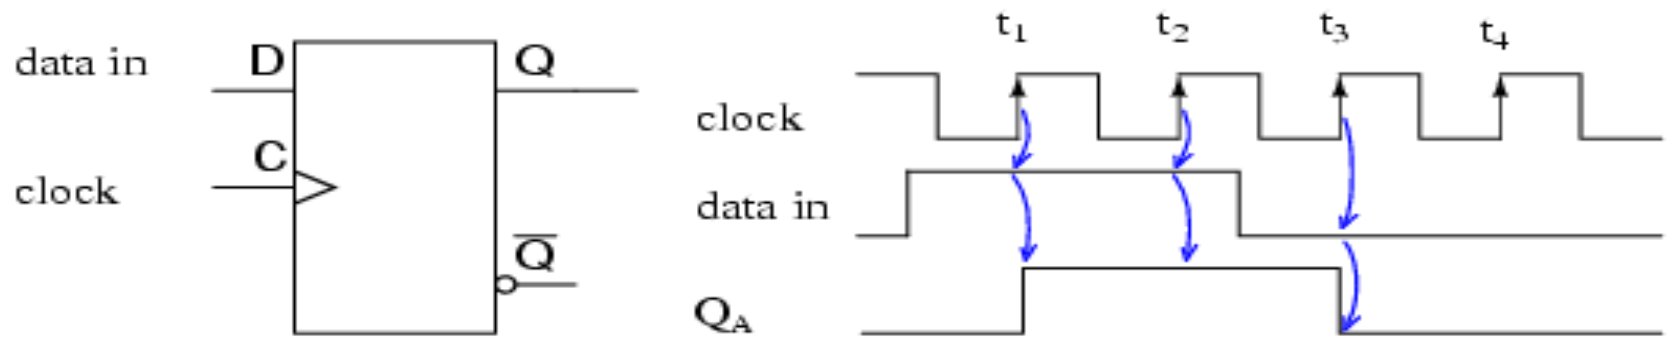 data in D Q
C
clock
Q
t1 t2 t3 t4
clock
data in
QA